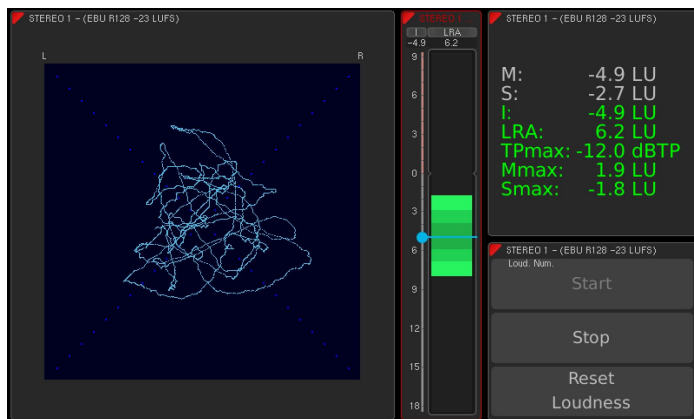 STEREO 1 - (EBU R128 -23 LUFS)
L R
STEREO 1
I LRA
-4.9 6.2
9
6
3
0
3
6
9
12
15
18
STEREO 1 - (EBU R128 -23 LUFS)
M: -4.9 LU
S: -2.7 LU
I: -4.9 LU
LRA: 6.2 LU
TPmax: -12.0 dBTP
Mmax: 1.9 LU
Smax: -1.8 LU
STEREO 1 - (EBU R128 -23 LUFS)
Loud. Num.
Start
Stop
Reset
Loudness